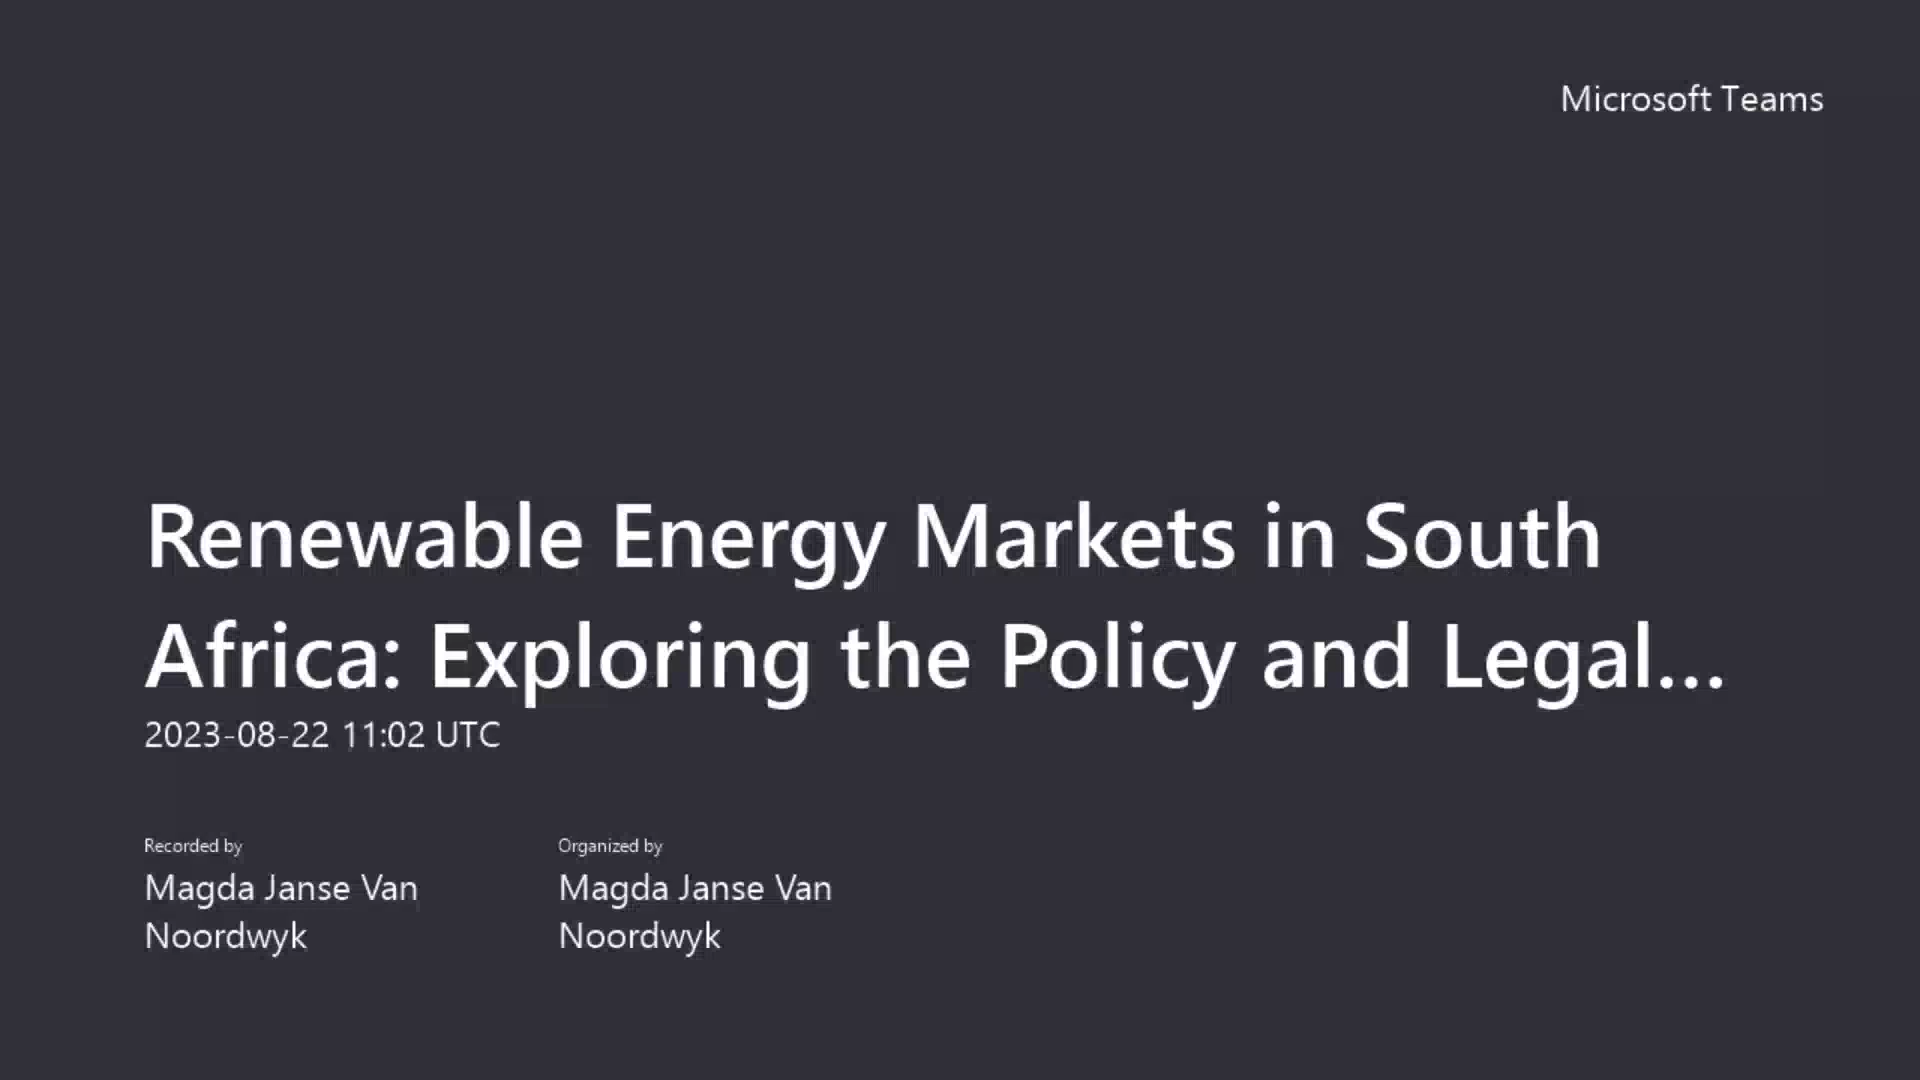 Microsoft Teams
Renewable Energy Markets in South
Africa: Exploring the Policy and Legal...
2023-08-22 11:02 UTC
Recorded by
Magda Janse Van
Noordwyk
Organized by
Magda Janse Van
Noordwyk